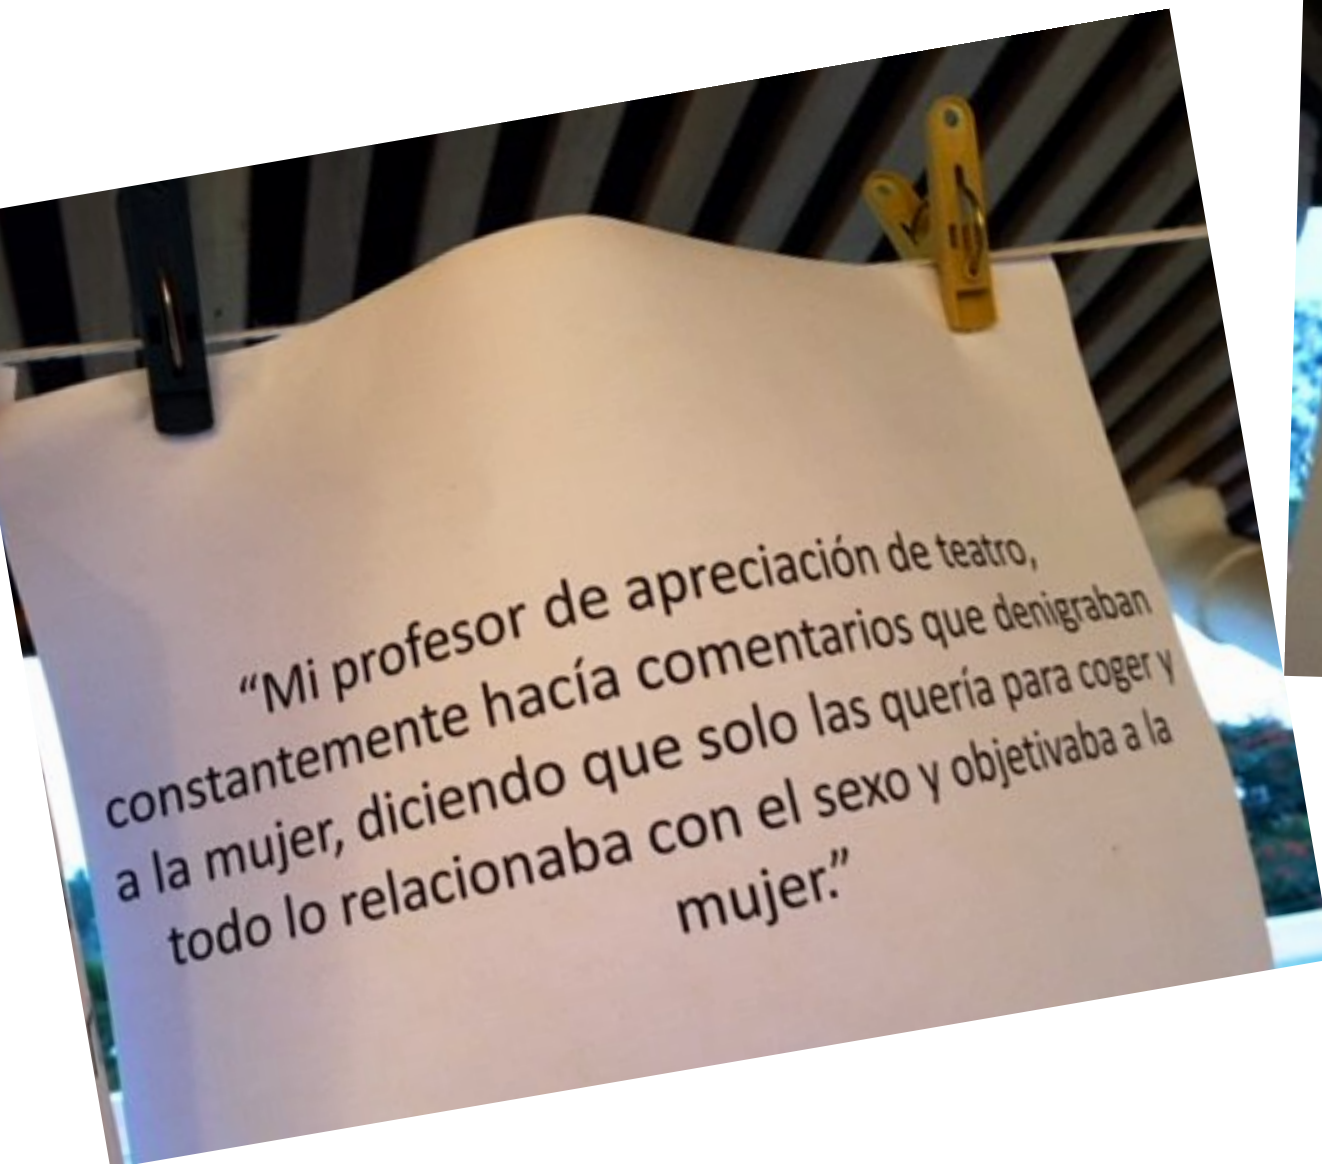 “Mi profesor de apreciación de teatro,
constantemente hacía comentarios que denigraban
a la mujer, diciendo que solo las quería para coger y
todo lo relacionaba con el sexo y objetivaba a la
mujer.”